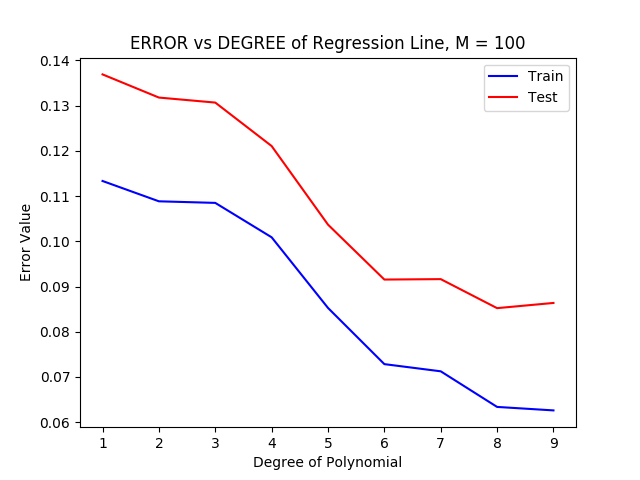 ERROR vs DEGREE of Regression Line, M = 100
Train
Test
Error Value
0.14
0.13
0.12
0.11
0.10
0.09
0.08
0.07
0.06
1 2 3 4 5 6 7 8 9
Degree of Polynomial